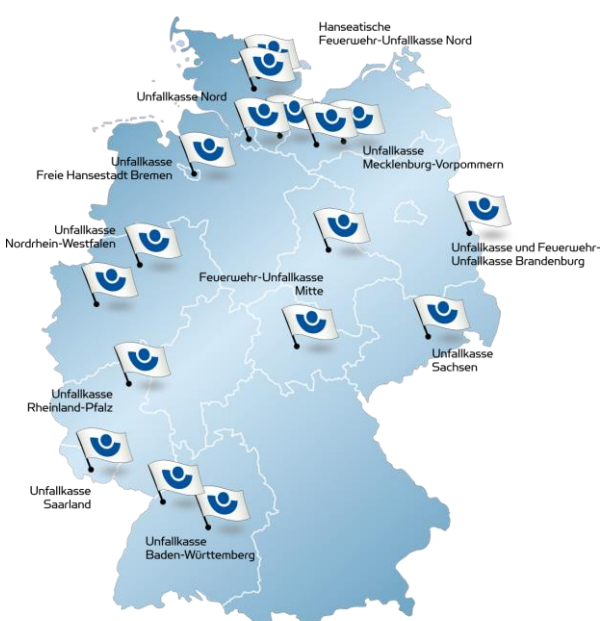 Hanseatische
Feuerwehr-Unfallkasse Nord
Unfallkasse Nord
Unfallkasse
Mecklenburg-Vorpommern
Unfallkasse
Freie Hansestadt Bremen
Unfallkasse
Nordrhein-Westfalen
Unfallkasse und Feuerwehr-
Unfallkasse Brandenburg
Feuerwehr-Unfallkasse
Mitte
Unfallkasse
Sachsen
Unfallkasse
Rheinland-Pfalz
Unfallkasse
Saarland
Unfallkasse
Baden-Württemberg